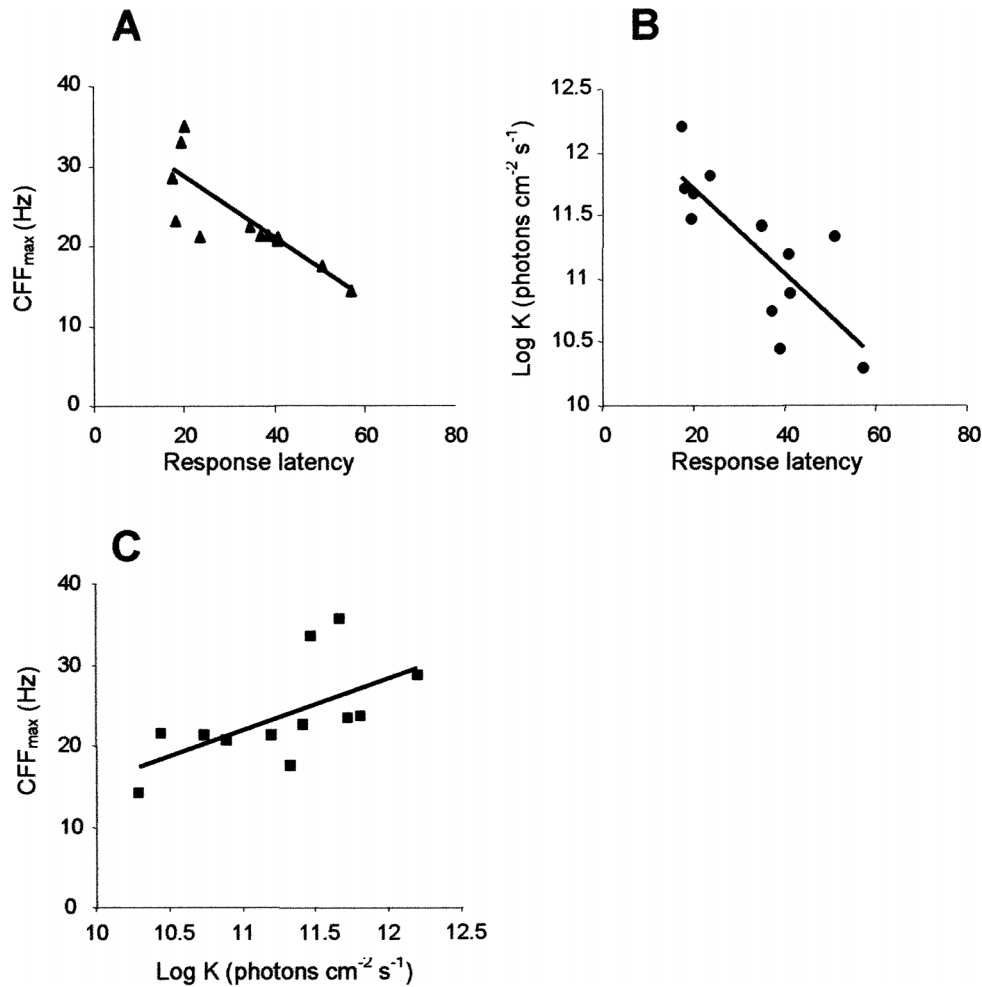 A
40
30
20
10
0
CFFmax (Hz)
0 20 40 60 80
Response latency
B
12.5
12
11.5
11
10.5
10
Log K (photons cm-2 s-1)
0 20 40 60 80
Response latency
C
40
30
20
10
0
CFFmax (Hz)
10 10.5 11 11.5 12 12.5
Log K (photons cm-2 s-1)